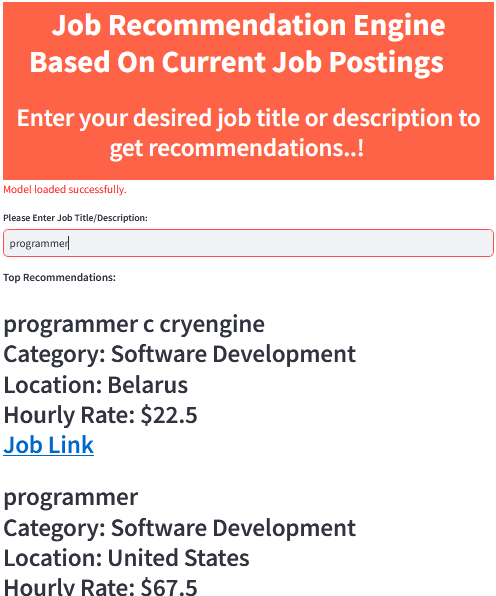 Job Recommendation Engine
Based On Current Job Postings
Enter your desired job title or description to
get recommendations..!
Model loaded successfully.
Please Enter Job Title/Description:
programmer
Top Recommendations:
programmer c cryengine
Category: Software Development
Location: Belarus
Hourly Rate: $22.5
Job Link
programmer
Category: Software Development
Location: United States
Hourly Rate: $67.5